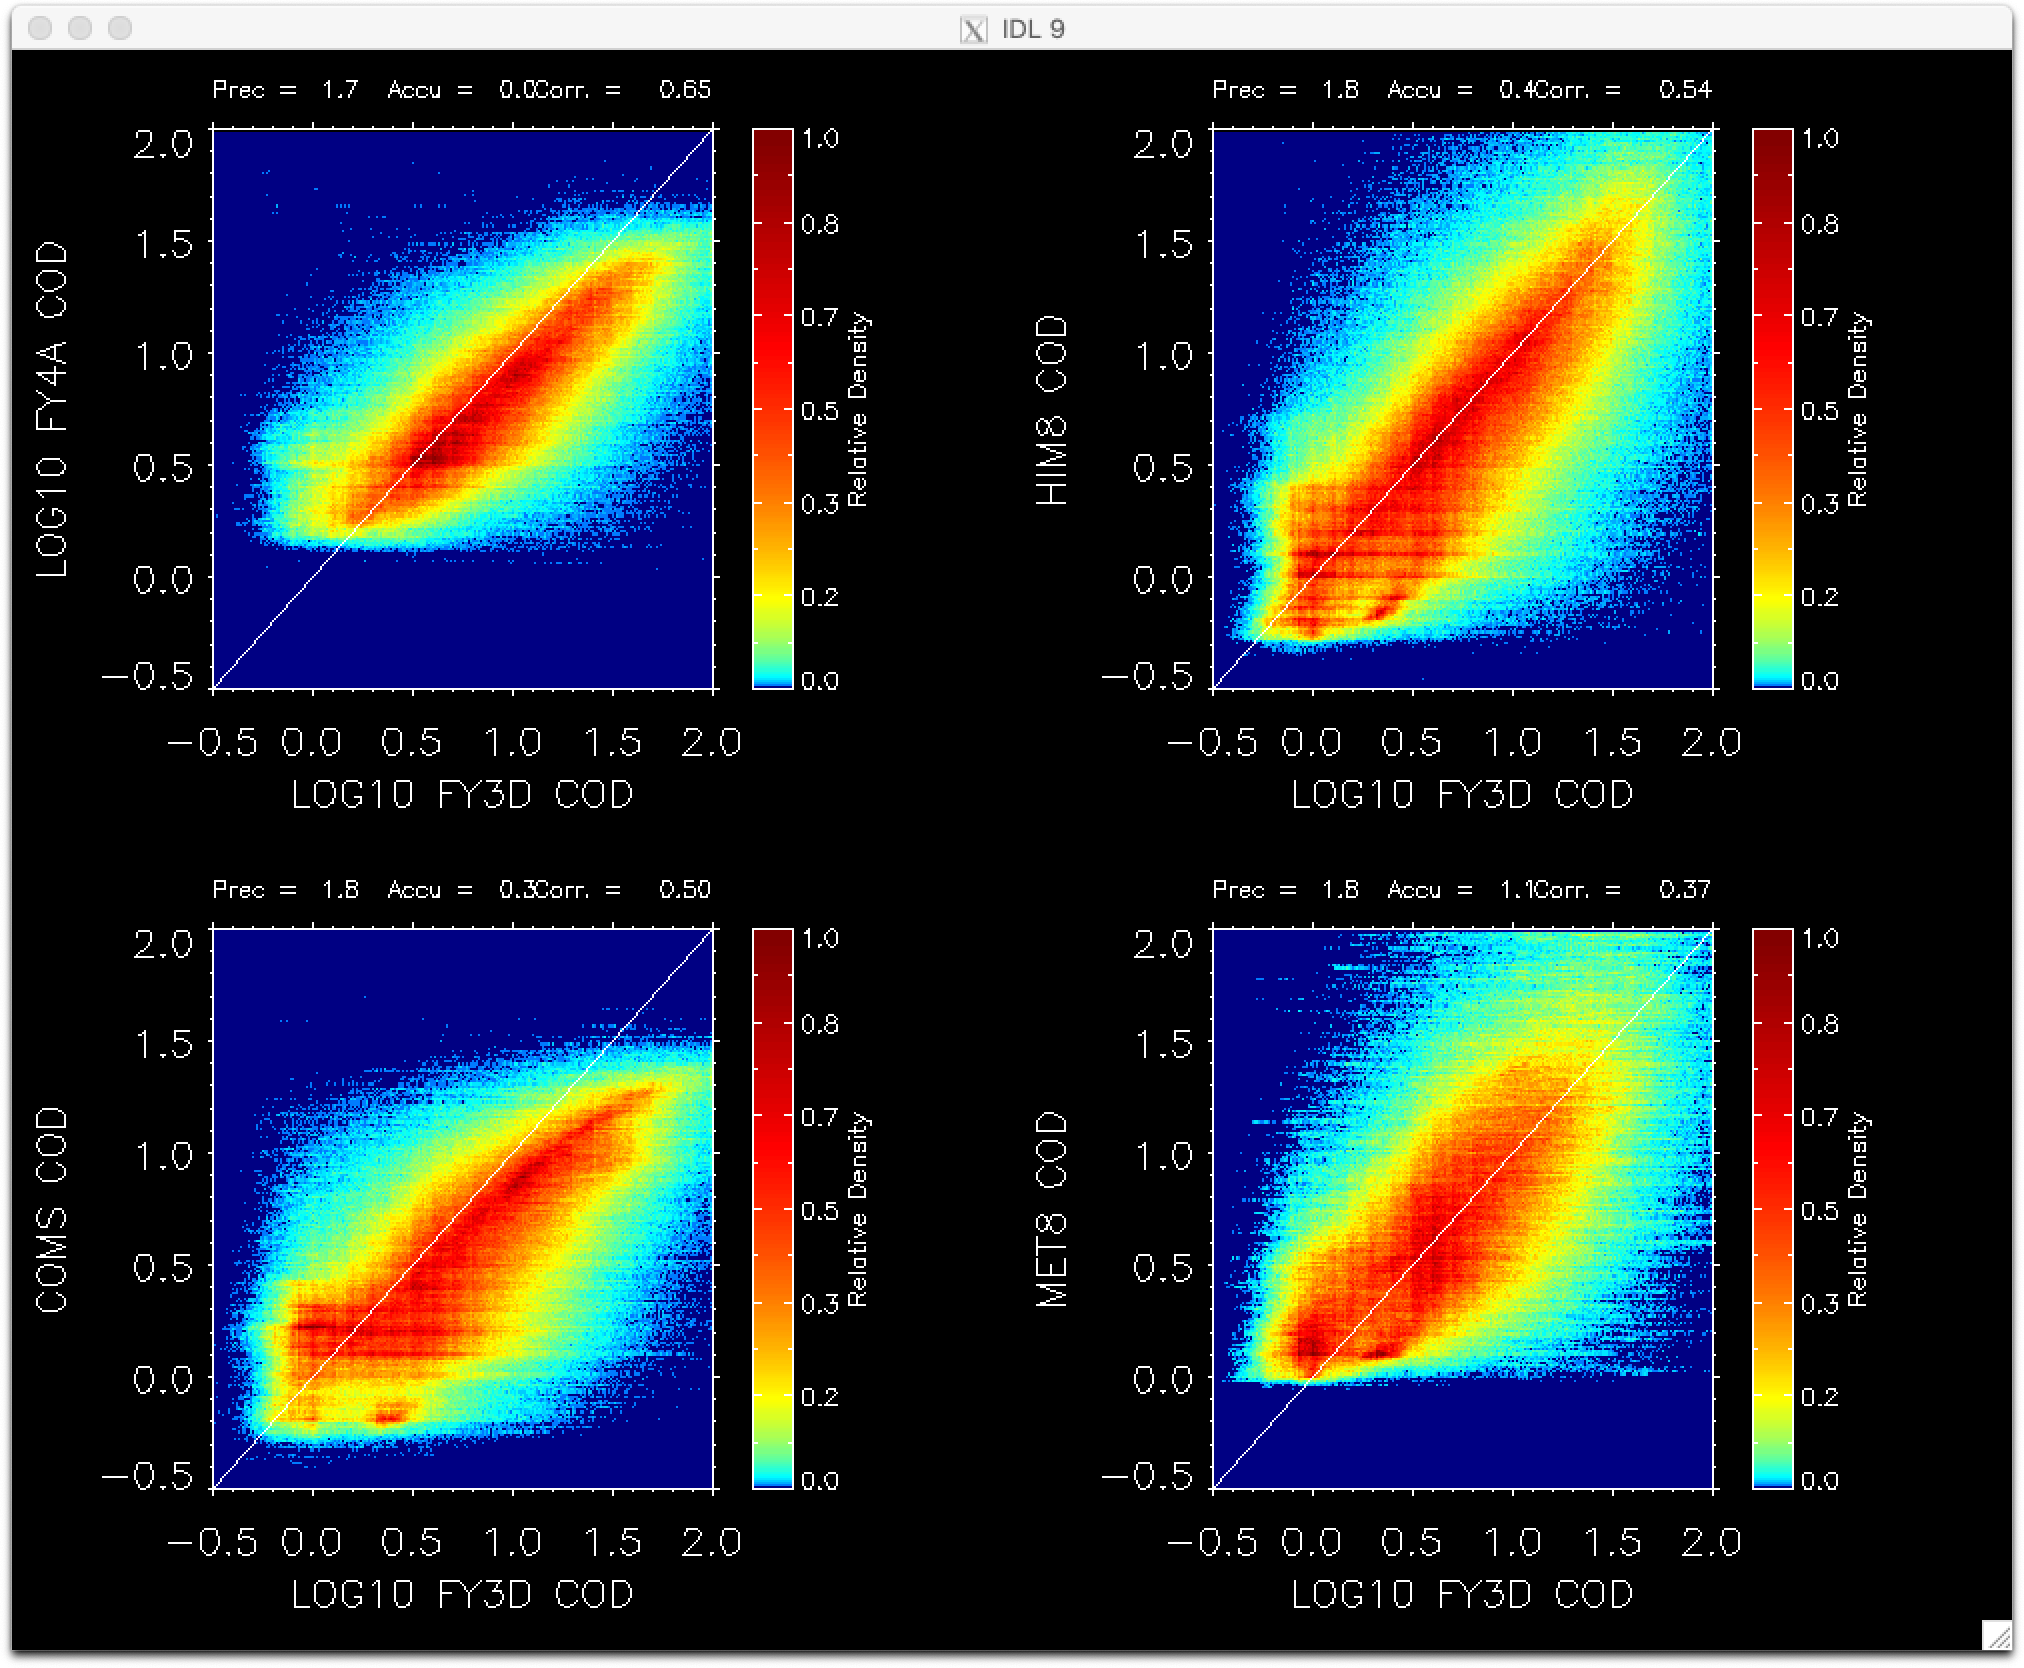 IDL 9
Prec = 1.7 Accu = 0.0Corr. = 0.65
2.0
1.5
1.0
0.5
0.0
−0.5
LOG10 FY4A COD
−0.5 0.0 0.5 1.0 1.5 2.0
LOG10 FY3D COD
1.0
0.8
0.7
0.5
0.3
0.2
0.0
Relative Density
Prec = 1.8 Accu = 0.4Corr. = 0.54
2.0
1.5
1.0
0.5
0.0
−0.5
HIM8 COD
−0.5 0.0 0.5 1.0 1.5 2.0
LOG10 FY3D COD
1.0
0.8
0.7
0.5
0.3
0.2
0.0
Relative Density
Prec = 1.8 Accu = 0.3Corr. = 0.50
2.0
1.5
1.0
0.5
0.0
−0.5
COMS COD
−0.5 0.0 0.5 1.0 1.5 2.0
LOG10 FY3D COD
1.0
0.8
0.7
0.5
0.3
0.2
0.0
Relative Density
Prec = 1.8 Accu = 1.1Corr. = 0.37
2.0
1.5
1.0
0.5
0.0
−0.5
MET8 COD
−0.5 0.0 0.5 1.0 1.5 2.0
LOG10 FY3D COD
1.0
0.8
0.7
0.5
0.3
0.2
0.0
Relative Density